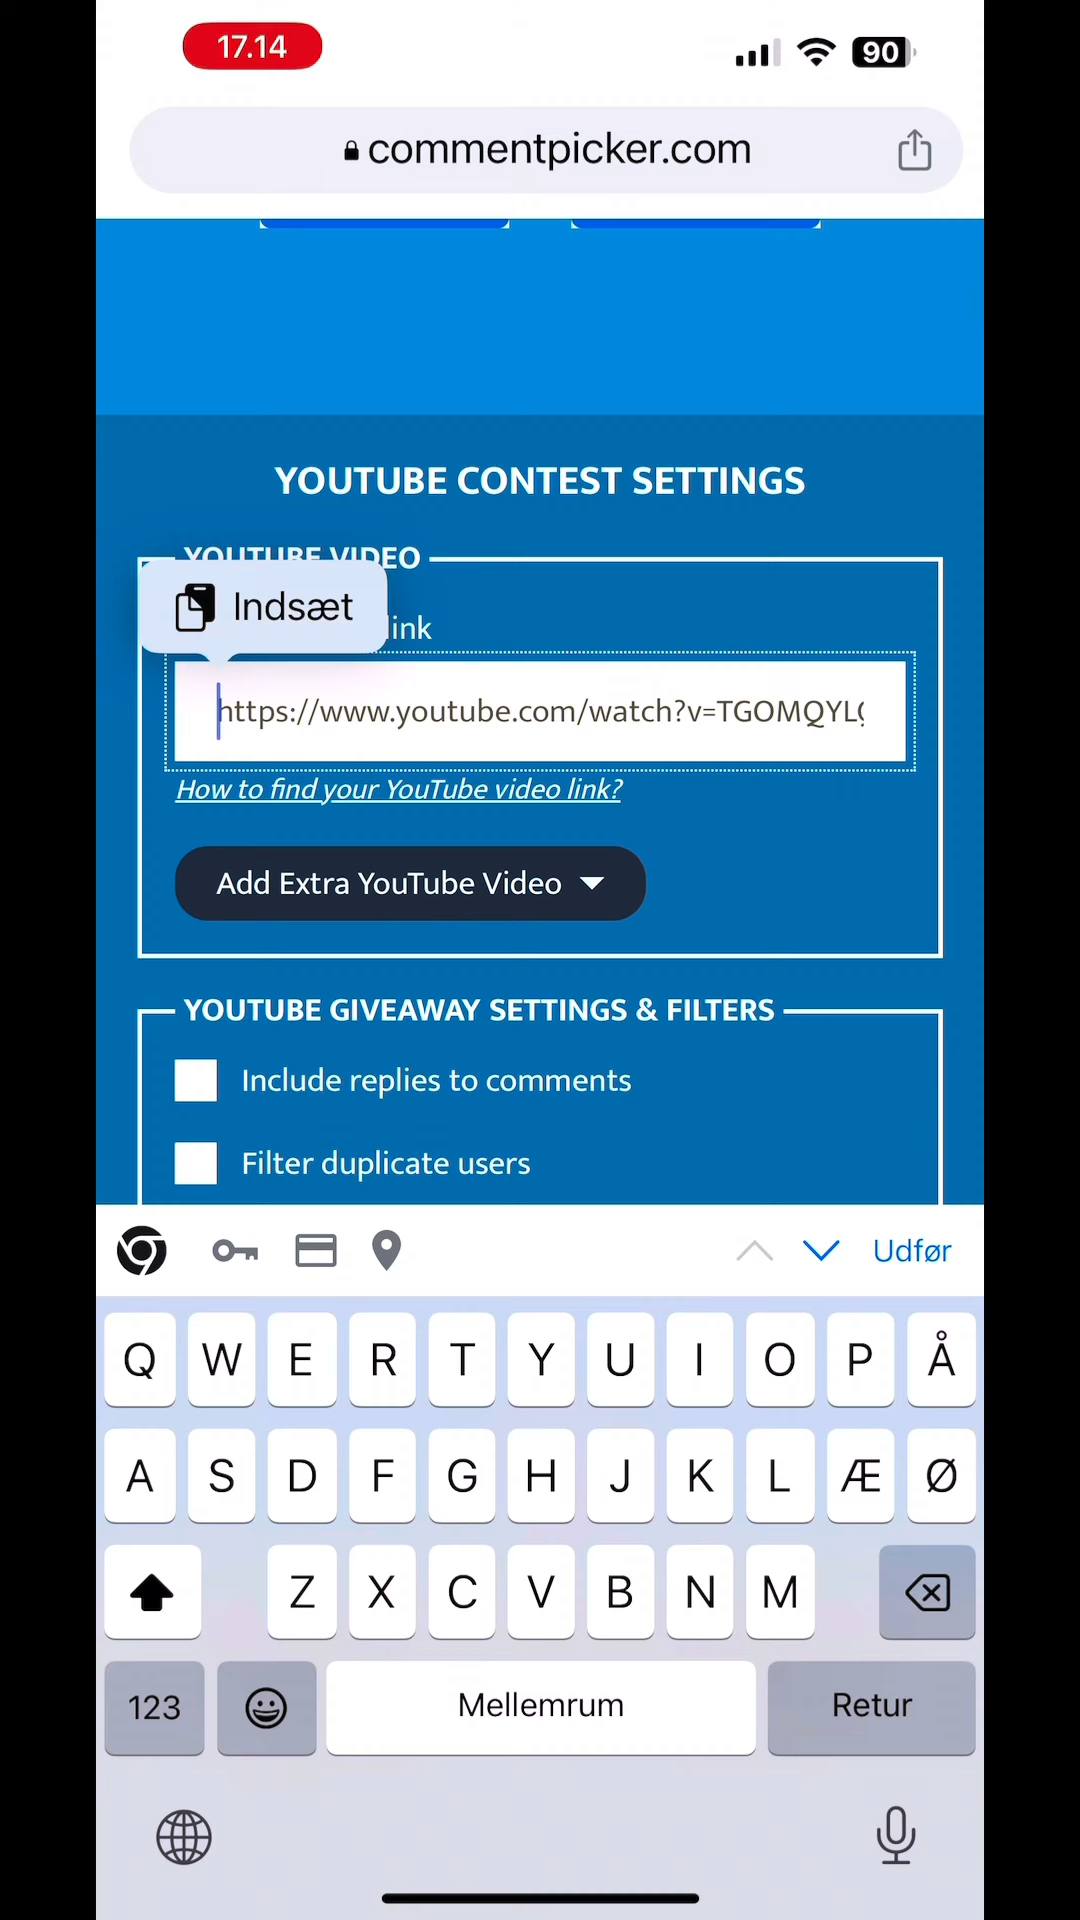 17.14
90
commentpicker.com
YOUTUBE CONTEST SETTINGS
YOUTUBE VIDEO
Indsæt
link
https://www.youtube.com/watch?v=TGOMQYL
How to find your YouTube video link?
Add Extra YouTube Video
YOUTUBE GIVEAWAY SETTINGS & FILTERS
Include replies to comments
Filter duplicate users
Udfør
Q W E R T Y U I O P Å
A S D F G H J K L Æ Ø
Z X C V B N M
123
Mellemrum
Retur